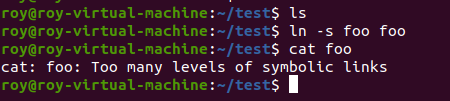 roy@roy-virtual-machine:~/test$ ls
roy@roy-virtual-machine:~/test$ ln -s foo foo
roy@roy-virtual-machine:~/test$ cat foo
cat: foo: Too many levels of symbolic links
roy@roy-virtual-machine:~/test$